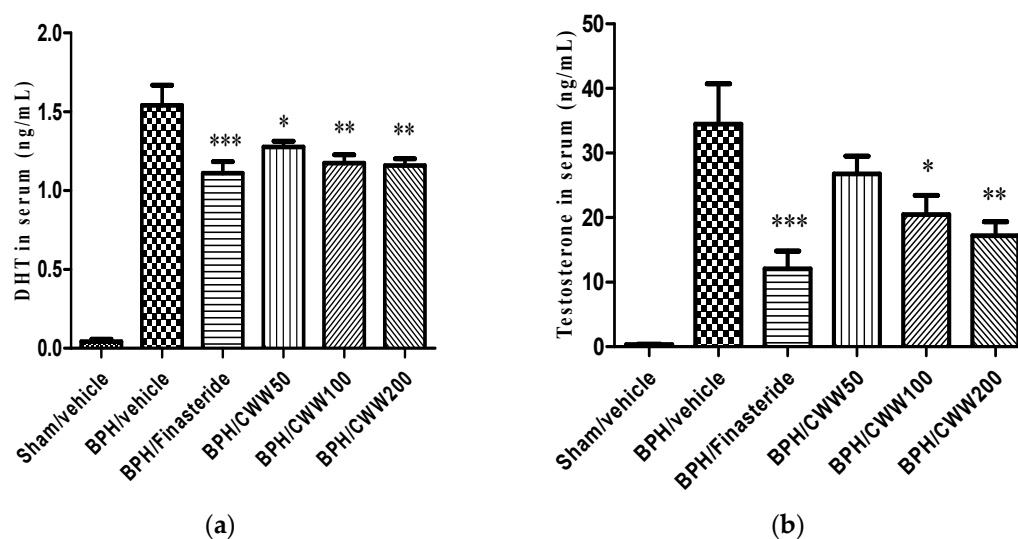 DHT in serum (ng/mL)
2.0
1.5
1.0
0.5
0.0
***
*
**
**
Sham/vehicle
BPH/vehicle
BPH/Finasteride
BPH/CWW50
BPH/CWW100
BPH/CWW200
(a)
Testosterone in serum (ng/mL)
50
40
30
20
10
0
***
*
**
Sham/vehicle
BPH/vehicle
BPH/Finasteride
BPH/CWW50
BPH/CWW100
BPH/CWW200
(b)